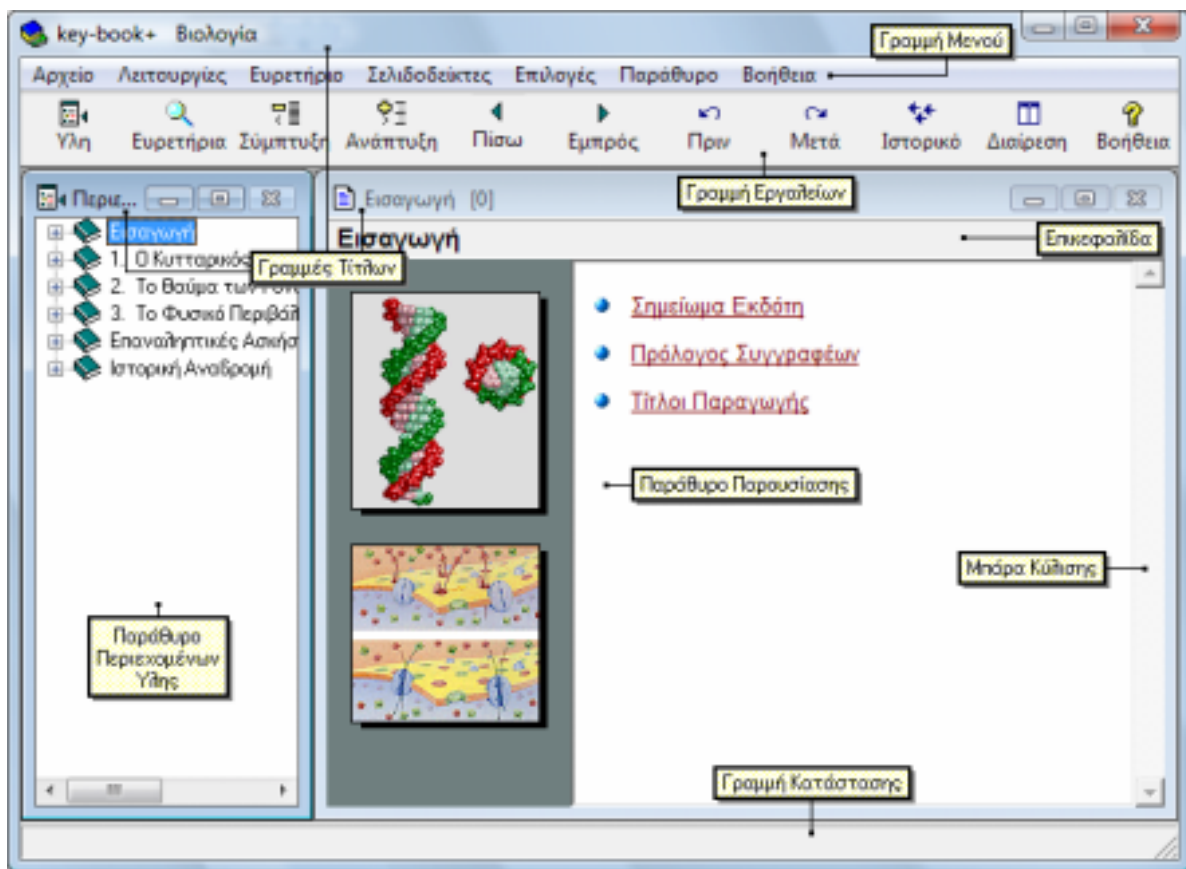 key-book+ Βιολογία
Γραμμή Μενού
Αρχείο Λειτουργίες Ευρετήριο Σελιδοδείκτες Επιλογές Παράθυρο Βοήθεια
Ύλη Ευρετήρια Σύμπτυξη Ανάπτυξη Πίσω Εμπρός Πριν Μετά Ιστορικό Διαίρεση Βοήθεια
Γραμμή Εργαλείων
Περιε...
Εισαγωγή [0]
Εισαγωγή
Επικεφαλίδα
Γραμμές Τίτλων
Εισαγωγή
1. Ο Κυτταρικός
2. Το Θαύμα των
3. Το Φυσικό Περιβάλ
Επαναληπτικές Ασκήσ
Ιστορική Αναδρομή
Σημείωμα Εκδότη
Πρόλογος Συγγραφέων
Τίτλοι Παραγωγής
Παράθυρο Παρουσίασης
Μπάρα Κύλισης
Παράθυρο
Περιεχομένων
Ύλης
Γραμμή Κατάστασης